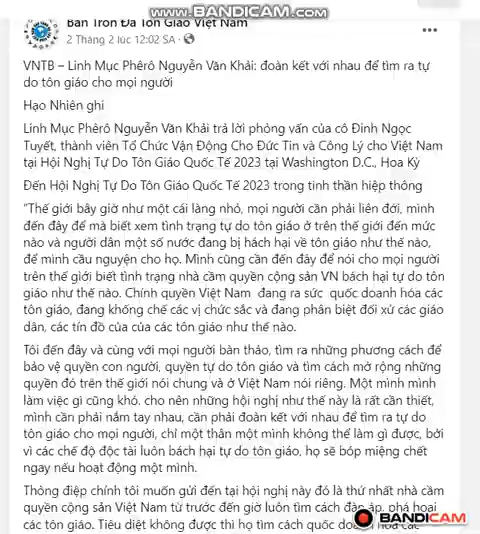 WWW.BANDICAM.COM
Bàn Tròn Đa Tôn Giáo Việt Nam
2 Tháng 2 lúc 12:02 SA ·
VNTB – Linh Mục Phêrô Nguyễn Văn Khải: đoàn kết với nhau để tìm ra tự
do tôn giáo cho mọi người
Hạo Nhiên ghi
Linh Mục Phêrô Nguyễn Văn Khải trả lời phỏng vấn của cô Đinh Ngọc
Tuyết, thành viên Tổ Chức Vận Động Cho Đức Tin và Công Lý cho Việt Nam
tại Hội Nghị Tự Do Tôn Giáo Quốc Tế 2023 tại Washington D.C., Hoa Kỳ
Đến Hội Nghị Tự Do Tôn Giáo Quốc Tế 2023 trong tinh thần hiệp thông
"Thế giới bây giờ như một cái làng nhỏ, mọi người cần phải liên đới, mình
đến đây để mà biết xem tình trạng tự do tôn giáo ở trên thế giới đến mức
nào và người dân một số nước đang bị hách hại về tôn giáo như thế nào,
để mình cầu nguyện cho họ. Mình cũng cần đến đây để nói cho mọi người
trên thế giới biết tình trạng nhà cầm quyền cộng sản VN bách hại tự do tôn
giáo như thế nào. Chính quyền Việt Nam đang ra sức quốc doanh hóa các
tôn giáo, đang khống chế các vị chức sắc và đang phân biệt đối xử các giáo
dân, các tín đồ của của các tôn giáo như thế nào.
Tôi đến đây và cùng với mọi người bàn thảo, tìm ra những phương cách để
bảo vệ quyền con người, quyền tự do tôn giáo và tìm cách mở rộng những
quyền đó trên thế giới nói chung và ở Việt Nam nói riêng. Một mình mình
làm việc gì cũng khó. cho nên những hội nghị như thế này là rất cần thiết,
mình cần phải nắm tay nhau, cần phải đoàn kết với nhau để tìm ra tự do
tôn giáo cho mọi người, chỉ một thân một mình không thể làm gì được, bởi
vì các chế độ độc tài luôn bách hại tự do tôn giáo, họ sẽ bóp miệng chết
ngay nếu hoạt động một mình.
Thông điệp chính tôi muốn gửi đến tại hội nghị này đó là thứ nhất nhà cầm
quyền cộng sản Việt Nam từ trước đến giờ luôn tìm cách đàn áp, phá hoại
các tôn giáo. Tiêu diệt không được thì họ tìm cách quốc doanh hóa các
BANDICAM